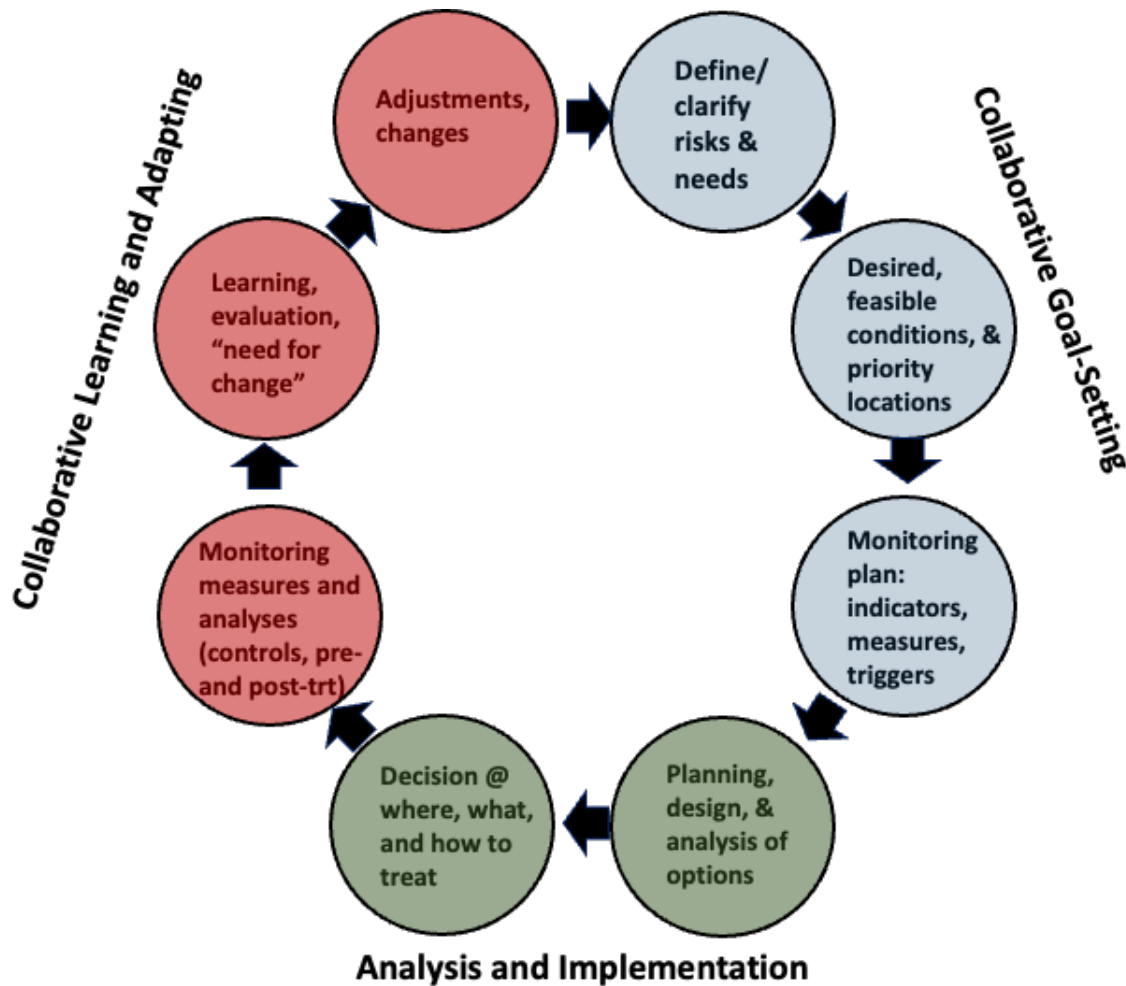 Define/
clarify
risks &
needs
Desired,
feasible
conditions, &
priority
locations
Monitoring
plan:
indicators,
measures,
triggers
Planning,
design, &
analysis of
options
Decision @
where, what,
and how to
treat
Monitoring
measures and
analyses
(controls, pre-
and post-trt)
Learning,
evaluation,
“need for
change”
Adjustments,
changes
Collaborative Goal-Setting
Analysis and Implementation
Collaborative Learning and Adapting